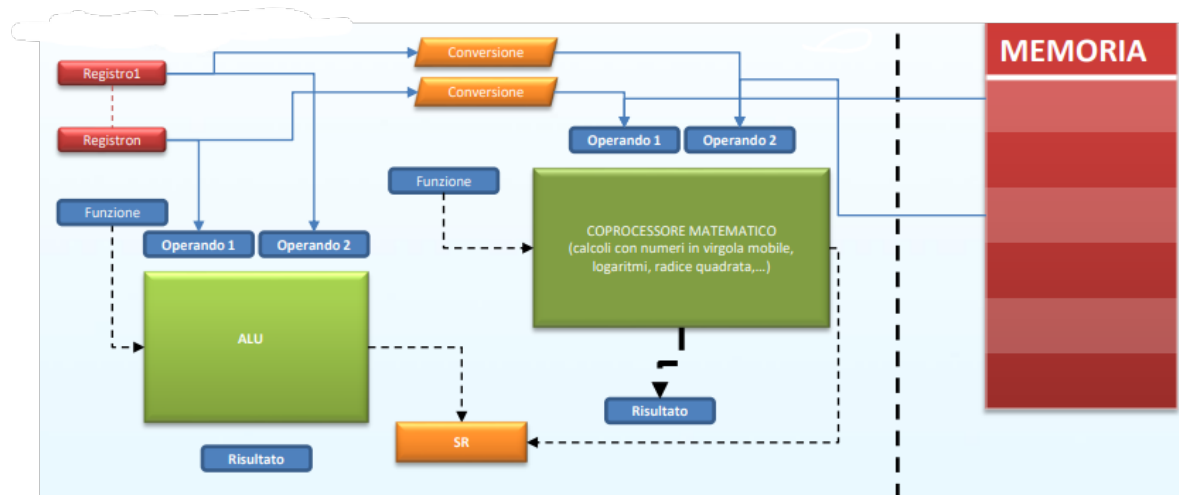 Conversione
MEMORIA
Registro1
Conversione
Registron
Operando 1
Operando 2
Funzione
Funzione
COPROCESSORE MATEMATICO
(calcoli con numeri in virgola mobile,
logaritmi, radice quadrata,...)
Operando 1
Operando 2
ALU
Risultato
SR
Risultato